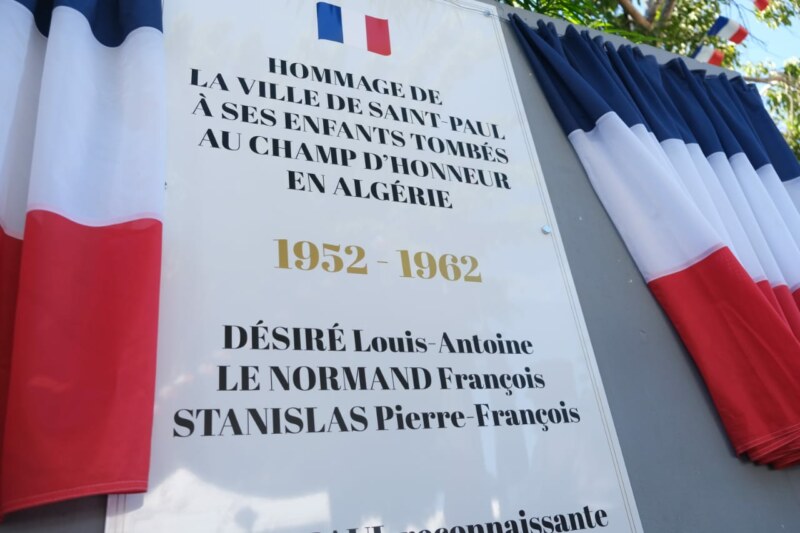 HOMMAGE DE
LA VILLE DE SAINT-PAUL
À SES ENFANTS TOMBÉS
AU CHAMP D'HONNEUR
EN ALGÉRIE
1952 - 1962
DÉSIRÉ Louis-Antoine
LE NORMAND François
STANISLAS Pierre-François
reconnaissante